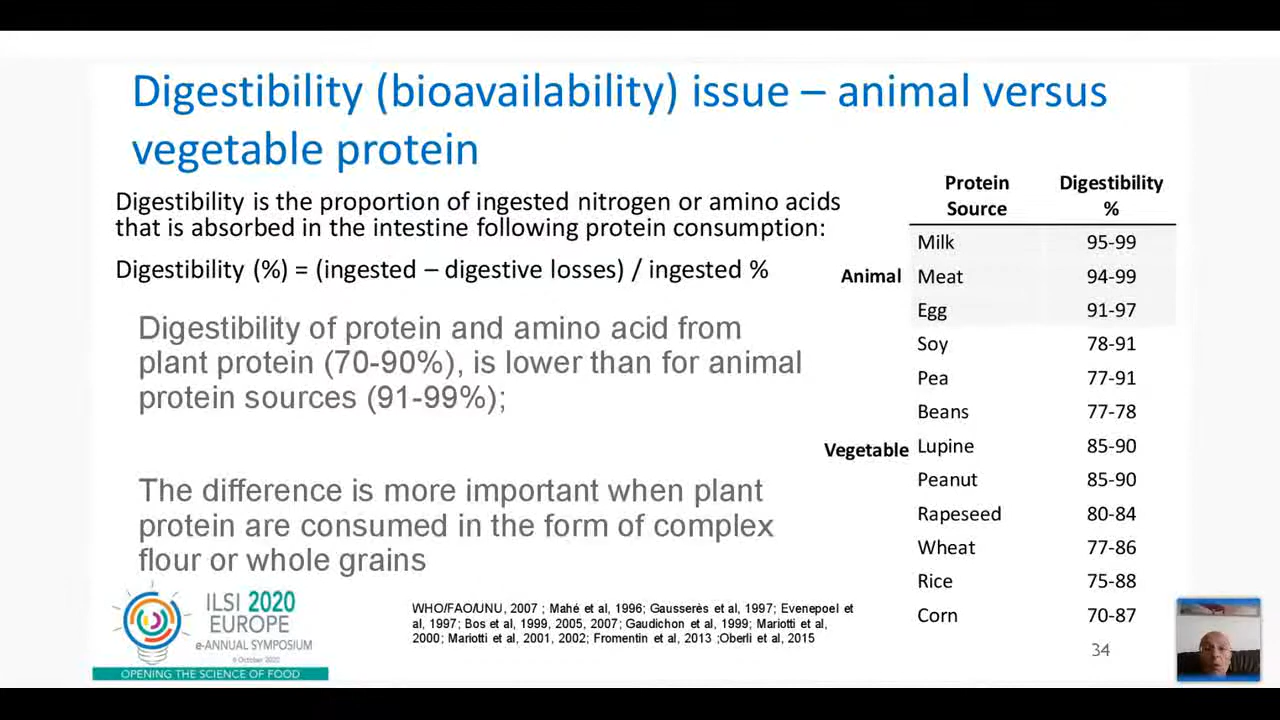 Digestibility (bioavailability) issue – animal versus
vegetable protein
Digestibility is the proportion of ingested nitrogen or amino acids
that is absorbed in the intestine following protein consumption:
Digestibility (%) = (ingested – digestive losses) / ingested %
Digestibility of protein and amino acid from
plant protein (70-90%), is lower than for animal
protein sources (91-99%);
The difference is more important when plant
protein are consumed in the form of complex
flour or whole grains
Protein Source Digestibility %
Animal
Milk 95-99
Meat 94-99
Egg 91-97
Vegetable
Soy 78-91
Pea 77-91
Beans 77-78
Lupine 85-90
Peanut 85-90
Rapeseed 80-84
Wheat 77-86
Rice 75-88
Corn 70-87
WHO/FAO/UNU, 2007 ; Mahé et al, 1996; Gausserès et al, 1997; Evenepoel et
al, 1997; Bos et al, 1999, 2005, 2007; Gaudichon et al, 1999; Mariotti et al,
2000; Mariotti et al, 2001, 2002; Fromentin et al, 2013 ;Oberli et al, 2015
ILSI 2020
EUROPE
e-ANNUAL SYMPOSIUM
6 October 2020
OPENING THE SCIENCE OF FOOD
34